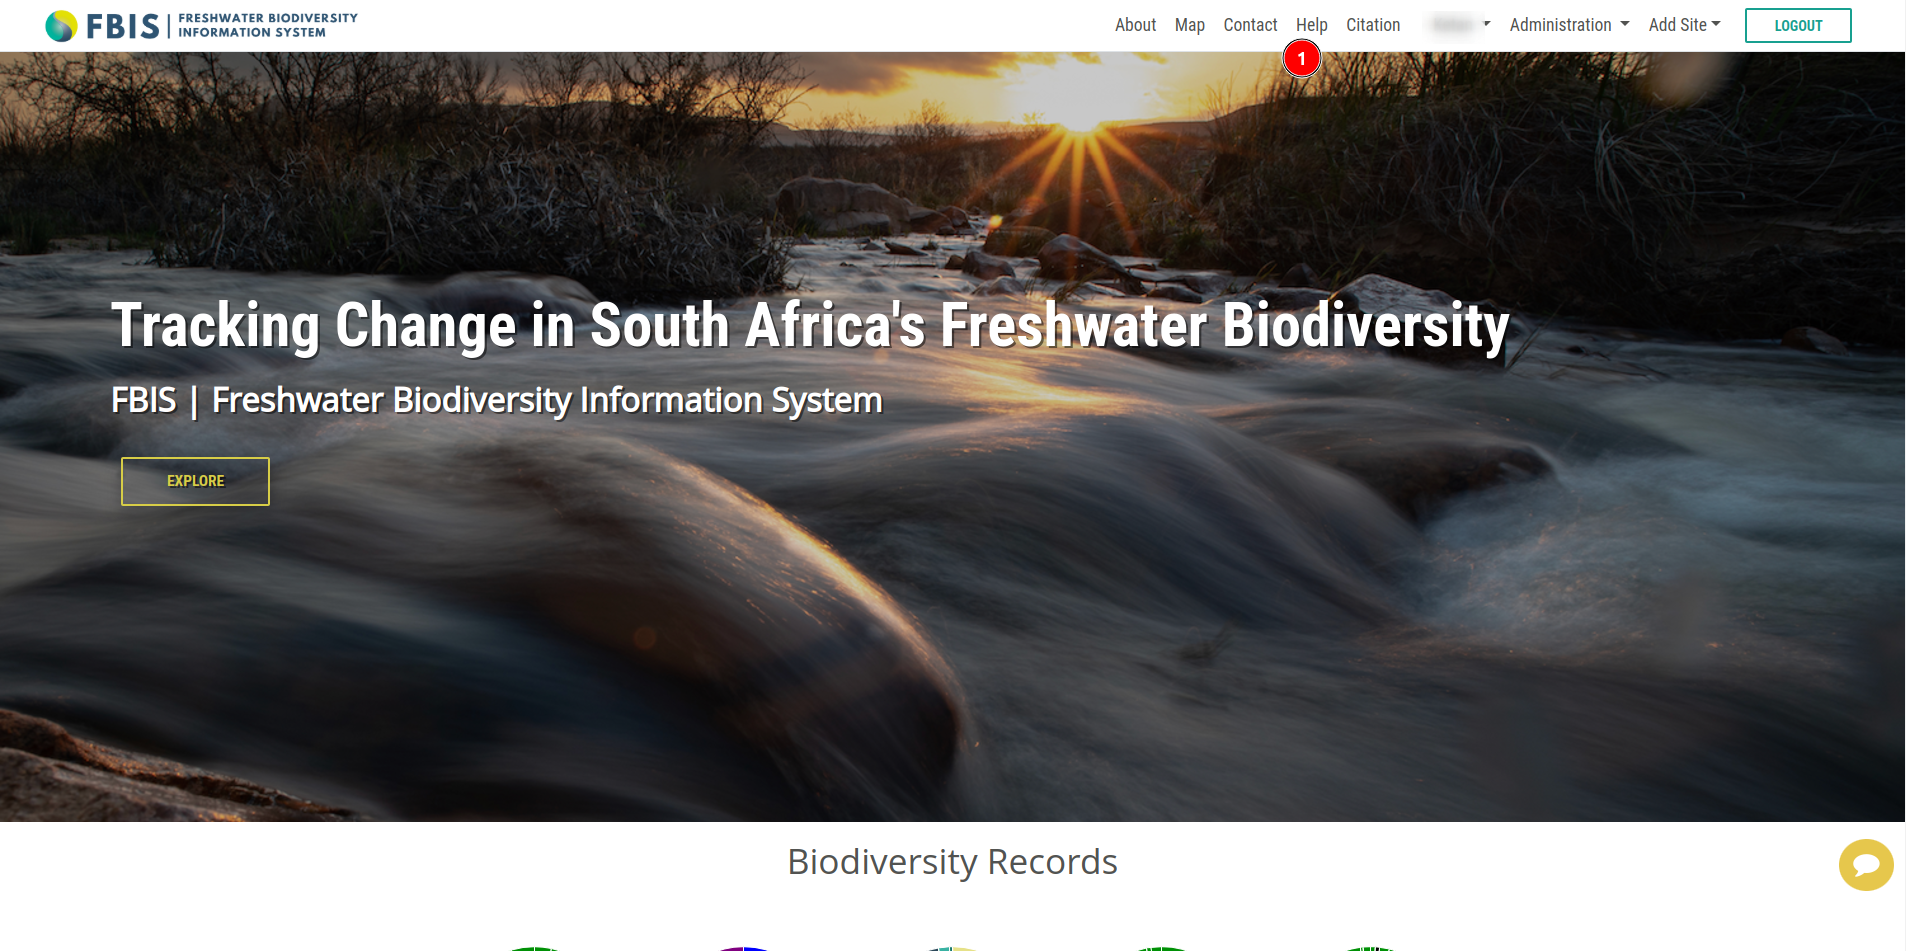 FBIS | FRESHWATER BIODIVERSITY
INFORMATION SYSTEM
About Map Contact Help Citation Administration Add Site LOGOUT
1
Tracking Change in South Africa's Freshwater Biodiversity
FBIS | Freshwater Biodiversity Information System
EXPLORE
Biodiversity Records